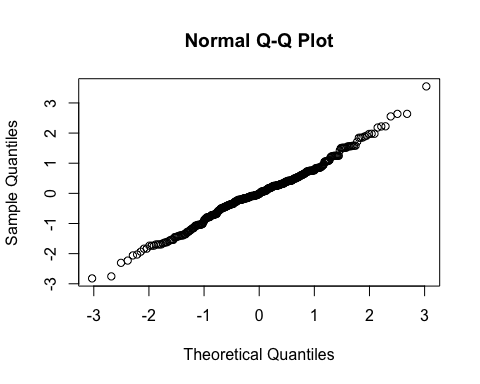 Normal Q-Q Plot
Sample Quantiles
3
2
1
0
-1
-2
-3
-3 -2 -1 0 1 2 3
Theoretical Quantiles